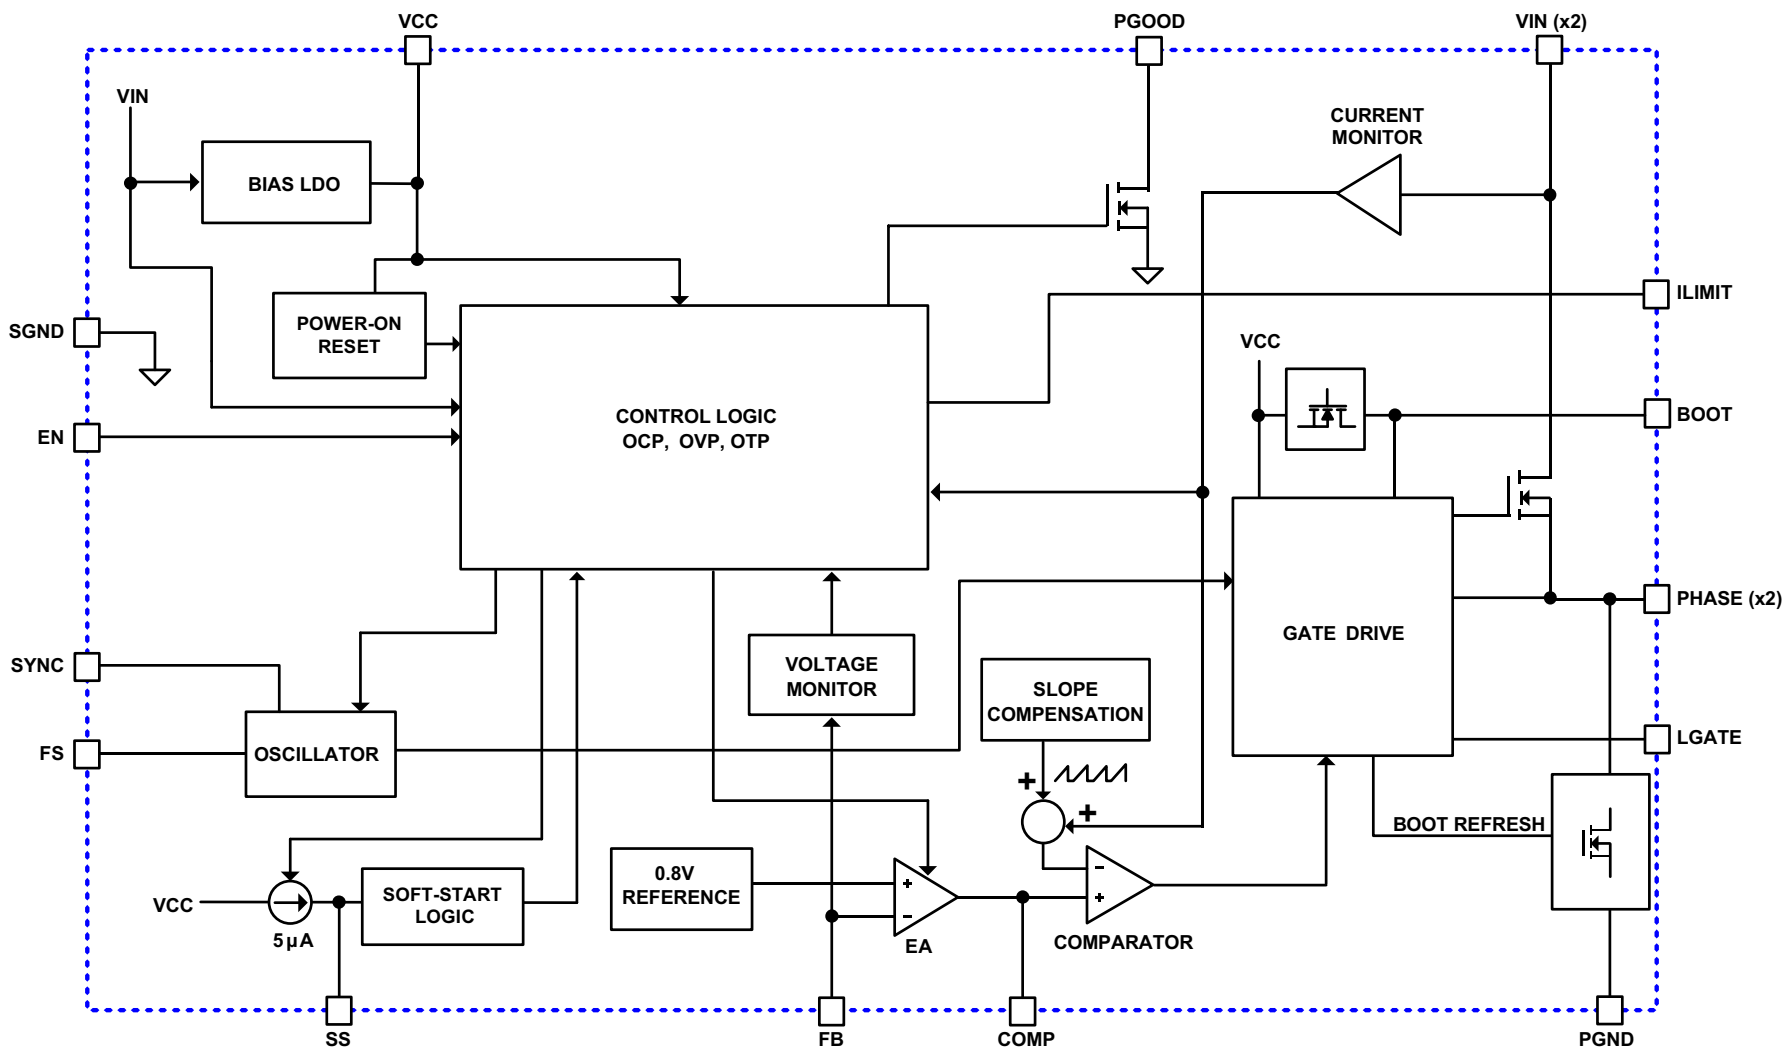 VCC
PGOOD
VIN (x2)
VIN
CURRENT
MONITOR
BIAS LDO
ILIMIT
POWER-ON
RESET
SGND
VCC
CONTROL LOGIC
OCP, OVP, OTP
BOOT
EN
PHASE (x2)
GATE DRIVE
SYNC
VOLTAGE
MONITOR
SLOPE
COMPENSATION
FS
OSCILLATOR
LGATE
+
+
BOOT REFRESH
0.8V
REFERENCE
+
-
-
+
VCC
SOFT-START
LOGIC
5µA
EA
COMPARATOR
SS
FB
COMP
PGND